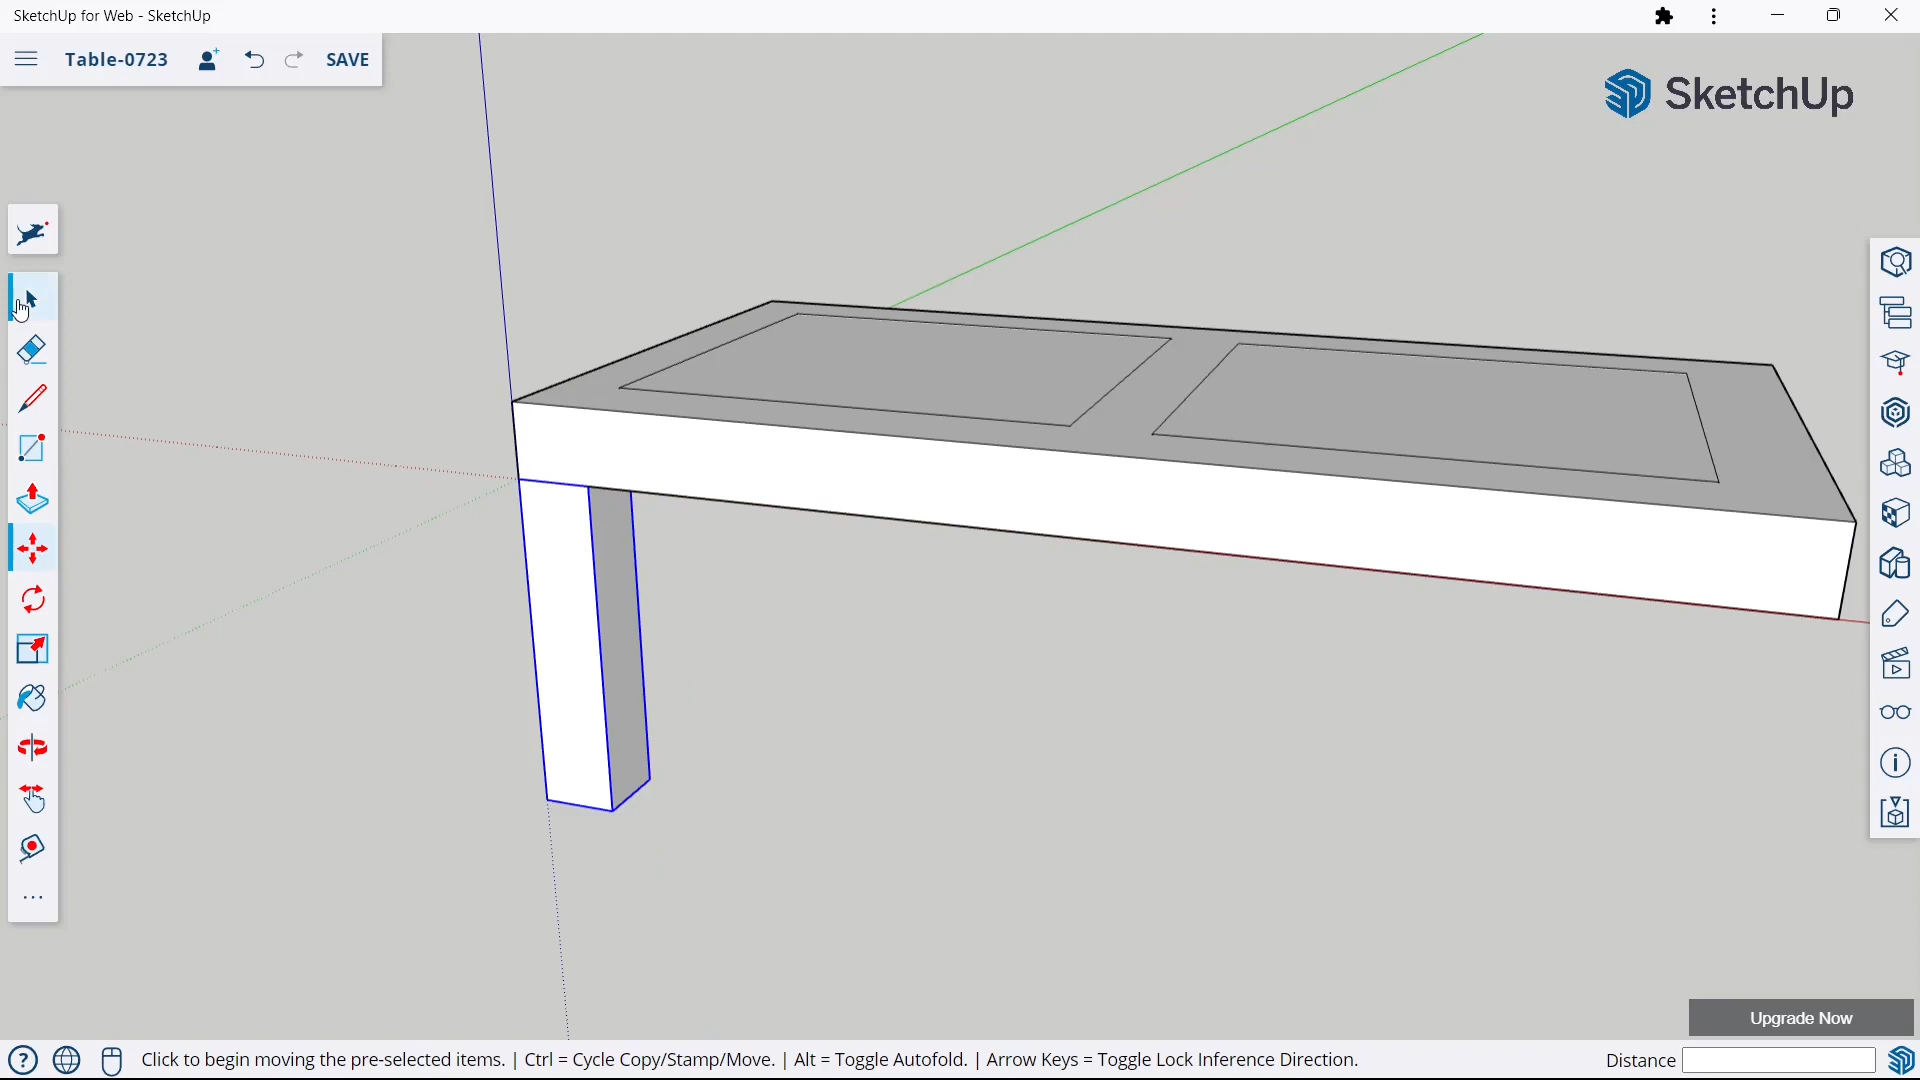 SketchUp for Web - SketchUp
Table-0723
SAVE
SketchUp
Upgrade Now
Click to begin moving the pre-selected items. | Ctrl = Cycle Copy/Stamp/Move. | Alt = Toggle Autofold. | Arrow Keys = Toggle Lock Inference Direction.
Distance